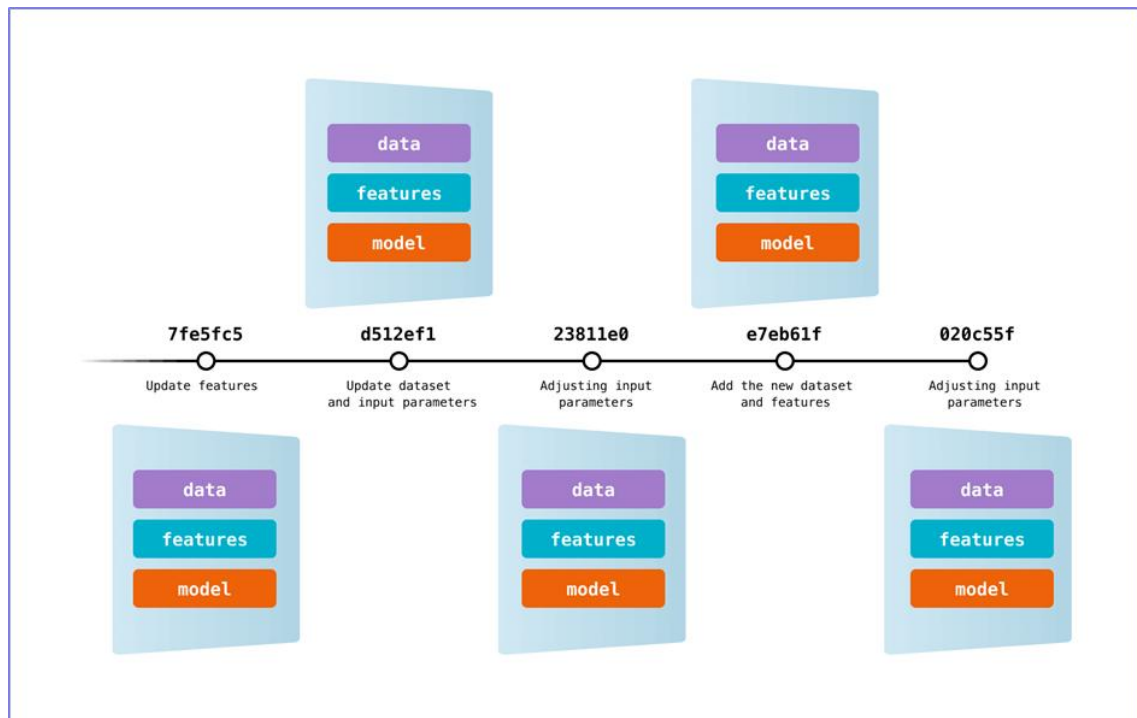 data
features
model
data
features
model
7fe5fc5
d512ef1
23811e0
e7eb61f
020c55f
Update features
Update dataset
and input parameters
Adjusting input
parameters
Add the new dataset
and features
Adjusting input
parameters
data
features
model
data
features
model
data
features
model